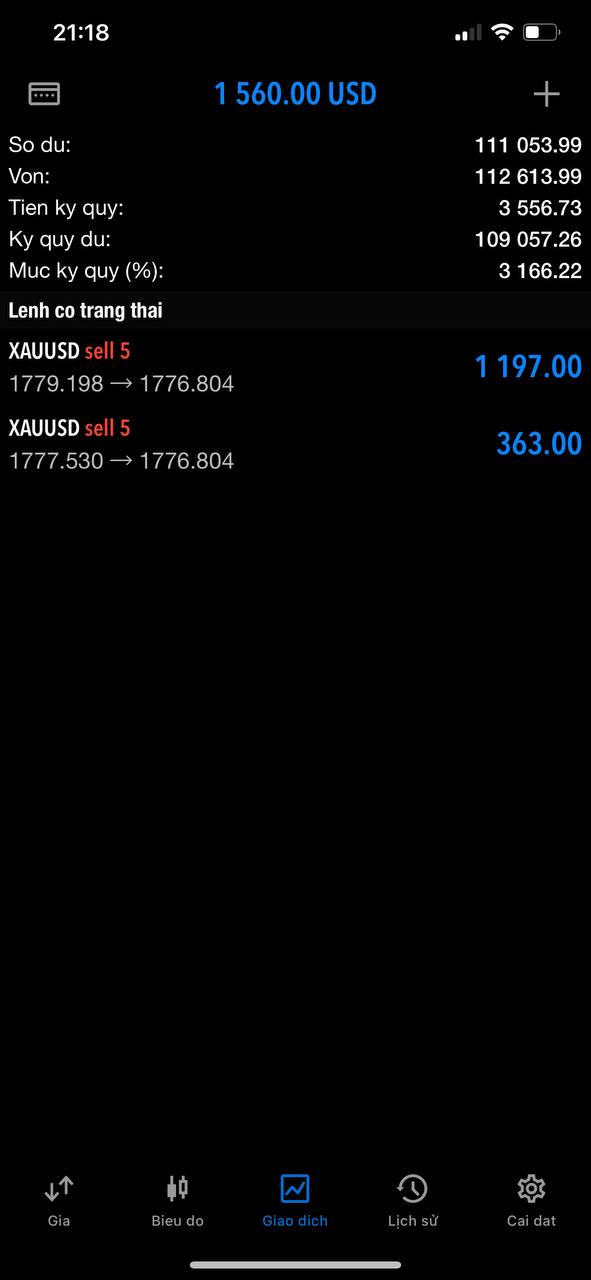 21:18
1 560.00 USD
So du: 111 053.99
Von: 112 613.99
Tien ky quy: 3 556.73
Ky quy du: 109 057.26
Muc ky quy (%): 3 166.22
Lenh co trang thai
XAUUSD sell 5
1779.198 → 1776.804 1 197.00
XAUUSD sell 5
1777.530 → 1776.804 363.00
Gia Bieu do Giao dich Lịch sử Cai dat